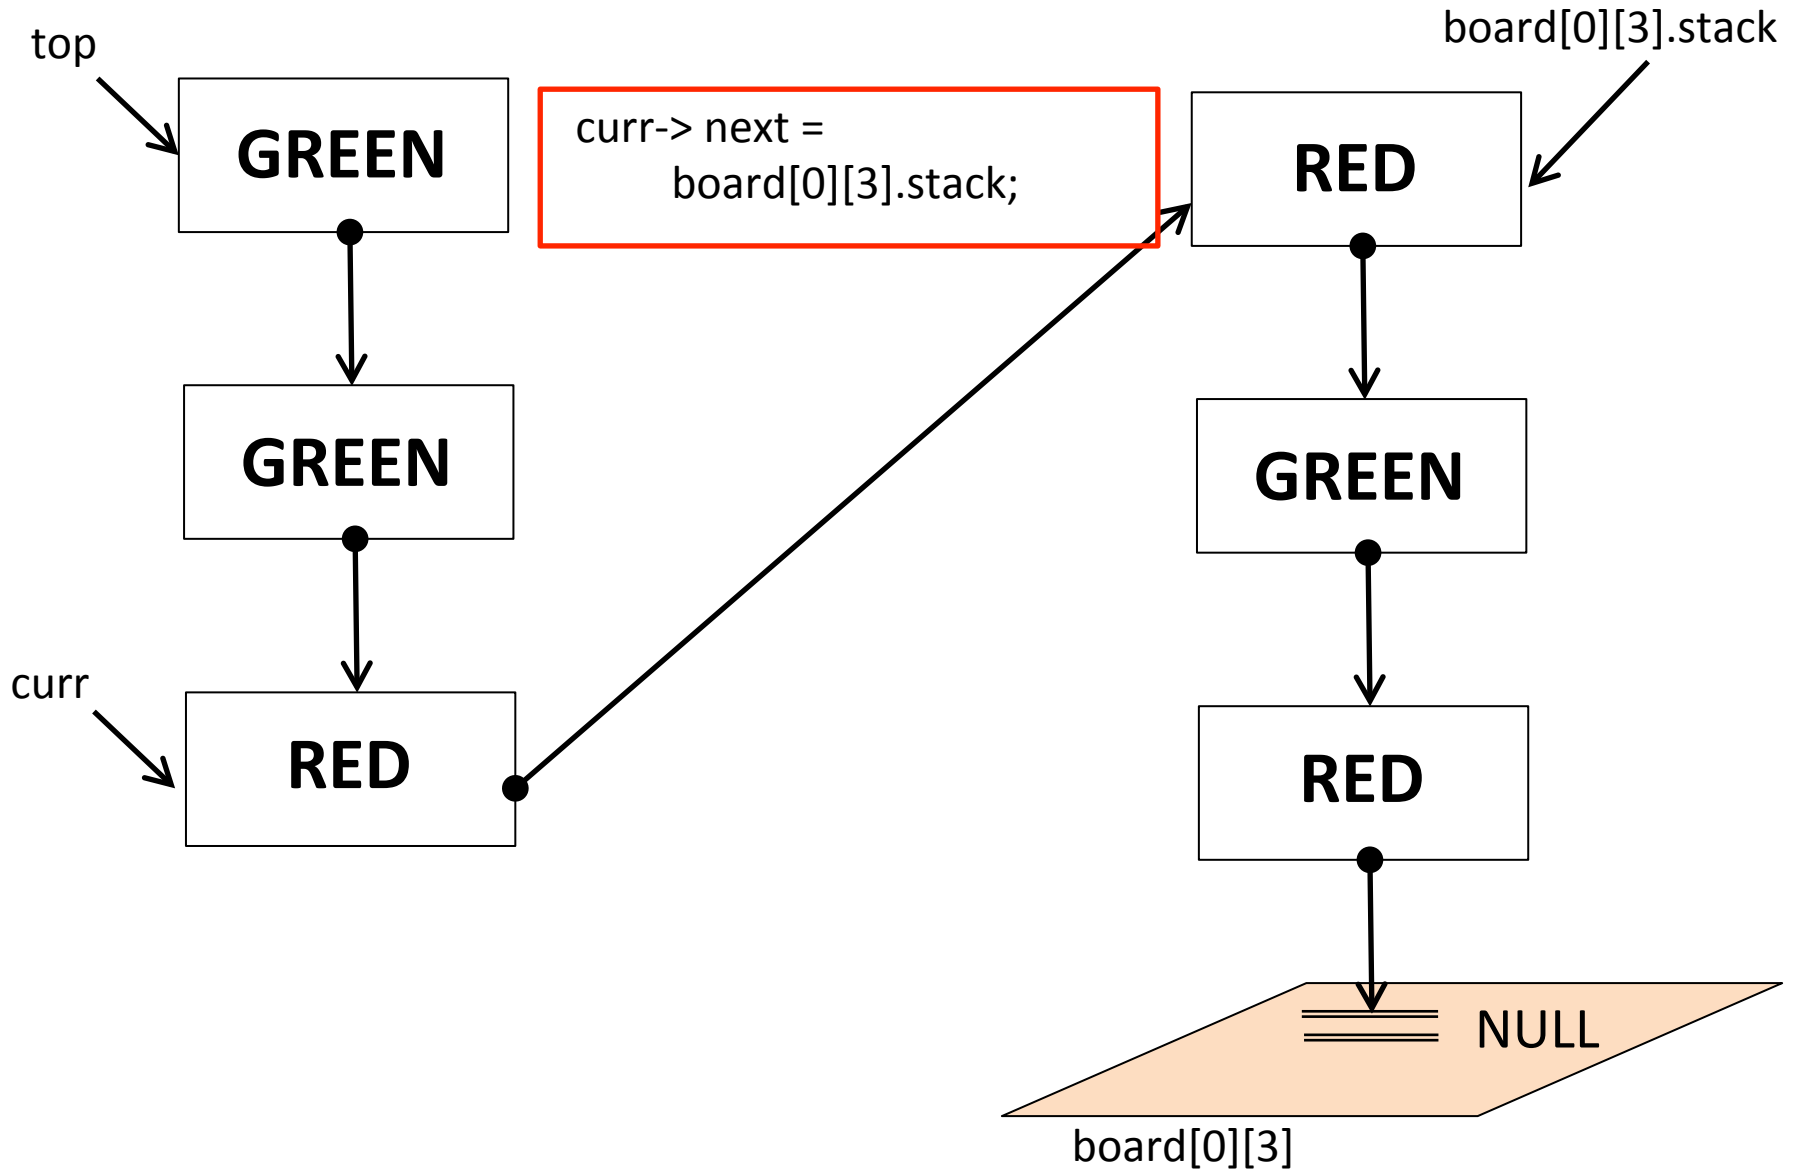 top
board[0][3].stack
GREEN
curr-> next =
board[0][3].stack;
RED
GREEN
GREEN
curr
RED
RED
NULL
board[0][3]